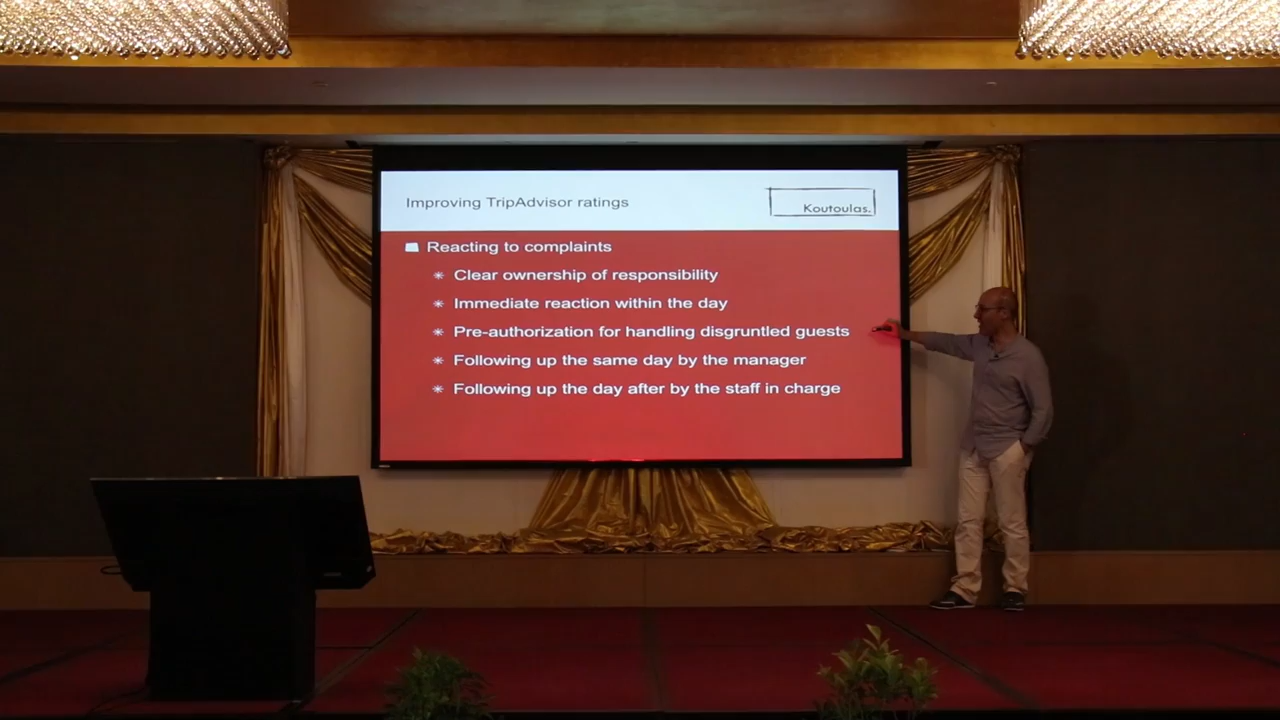 Improving TripAdvisor ratings
Koutoulas.
Reacting to complaints
Clear ownership of responsibility
Immediate reaction within the day
Pre-authorization for handling disgruntled guests
Following up the same day by the manager
Following up the day after by the staff in charge